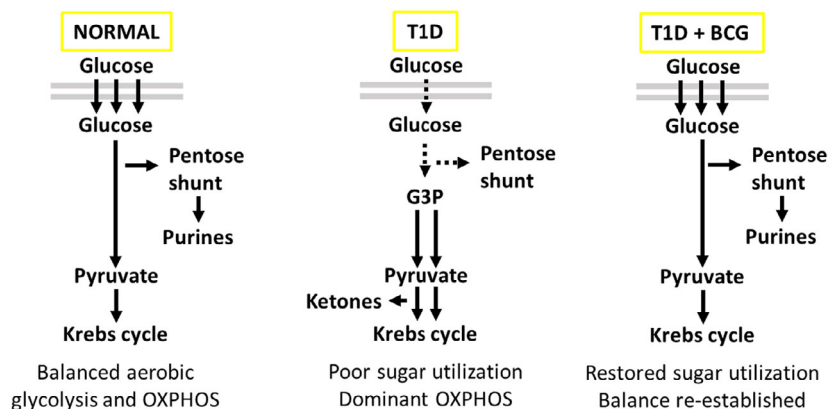 NORMAL
Glucose
Glucose
Pentose
shunt
Purines
Pyruvate
Krebs cycle
Balanced aerobic
glycolysis and OXPHOS
T1D
Glucose
Glucose
Pentose
shunt
G3P
Pyruvate
Ketones
Krebs cycle
Poor sugar utilization
Dominant OXPHOS
T1D + BCG
Glucose
Glucose
Pentose
shunt
Purines
Pyruvate
Krebs cycle
Restored sugar utilization
Balance re-established